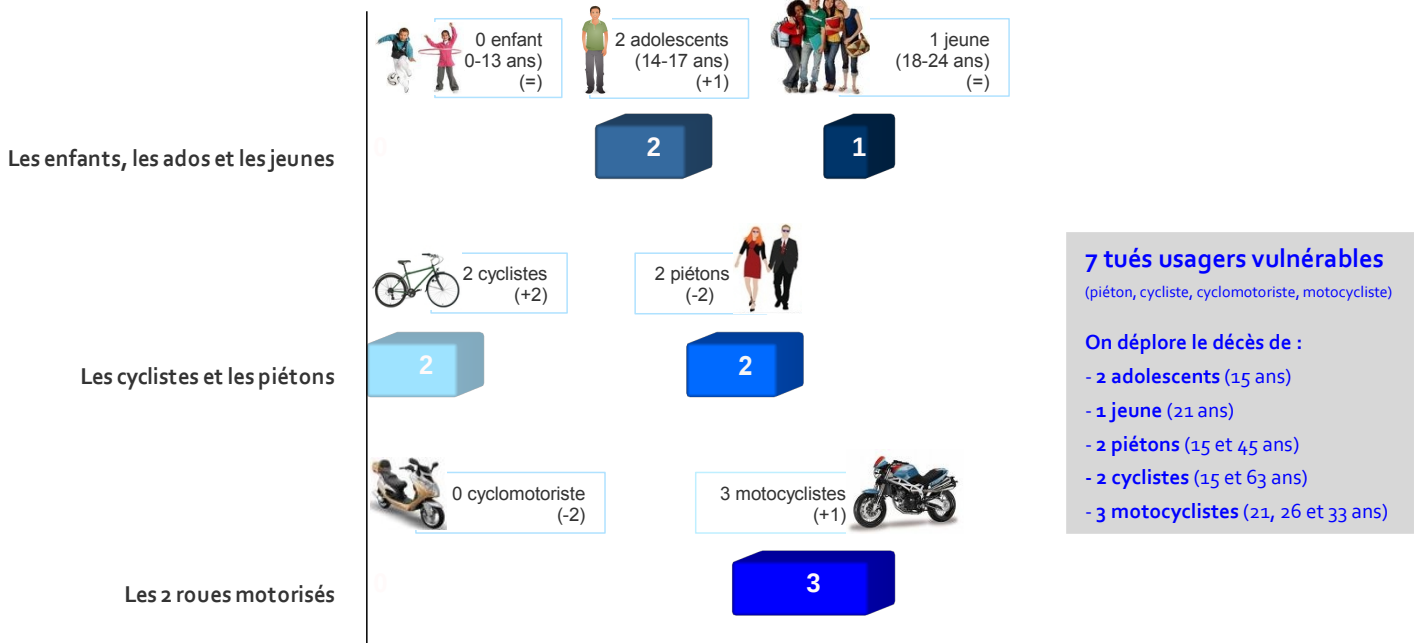 0 enfant
0-13 ans)
(=)
2 adolescents
(14-17 ans)
(+1)
1 jeune
(18-24 ans)
(=)
Les enfants, les ados et les jeunes
0
2
1
2 cyclistes
(+2)
2 piétons
(-2)
Les cyclistes et les piétons
2
2
0 cyclomotoriste
(-2)
3 motocyclistes
(+1)
Les 2 roues motorisés
0
3
7 tués usagers vulnérables
(piéton, cycliste, cyclomotoriste, motocycliste)
On déplore le décès de :
- 2 adolescents (15 ans)
- 1 jeune (21 ans)
- 2 piétons (15 et 45 ans)
- 2 cyclistes (15 et 63 ans)
- 3 motocyclistes (21, 26 et 33 ans)